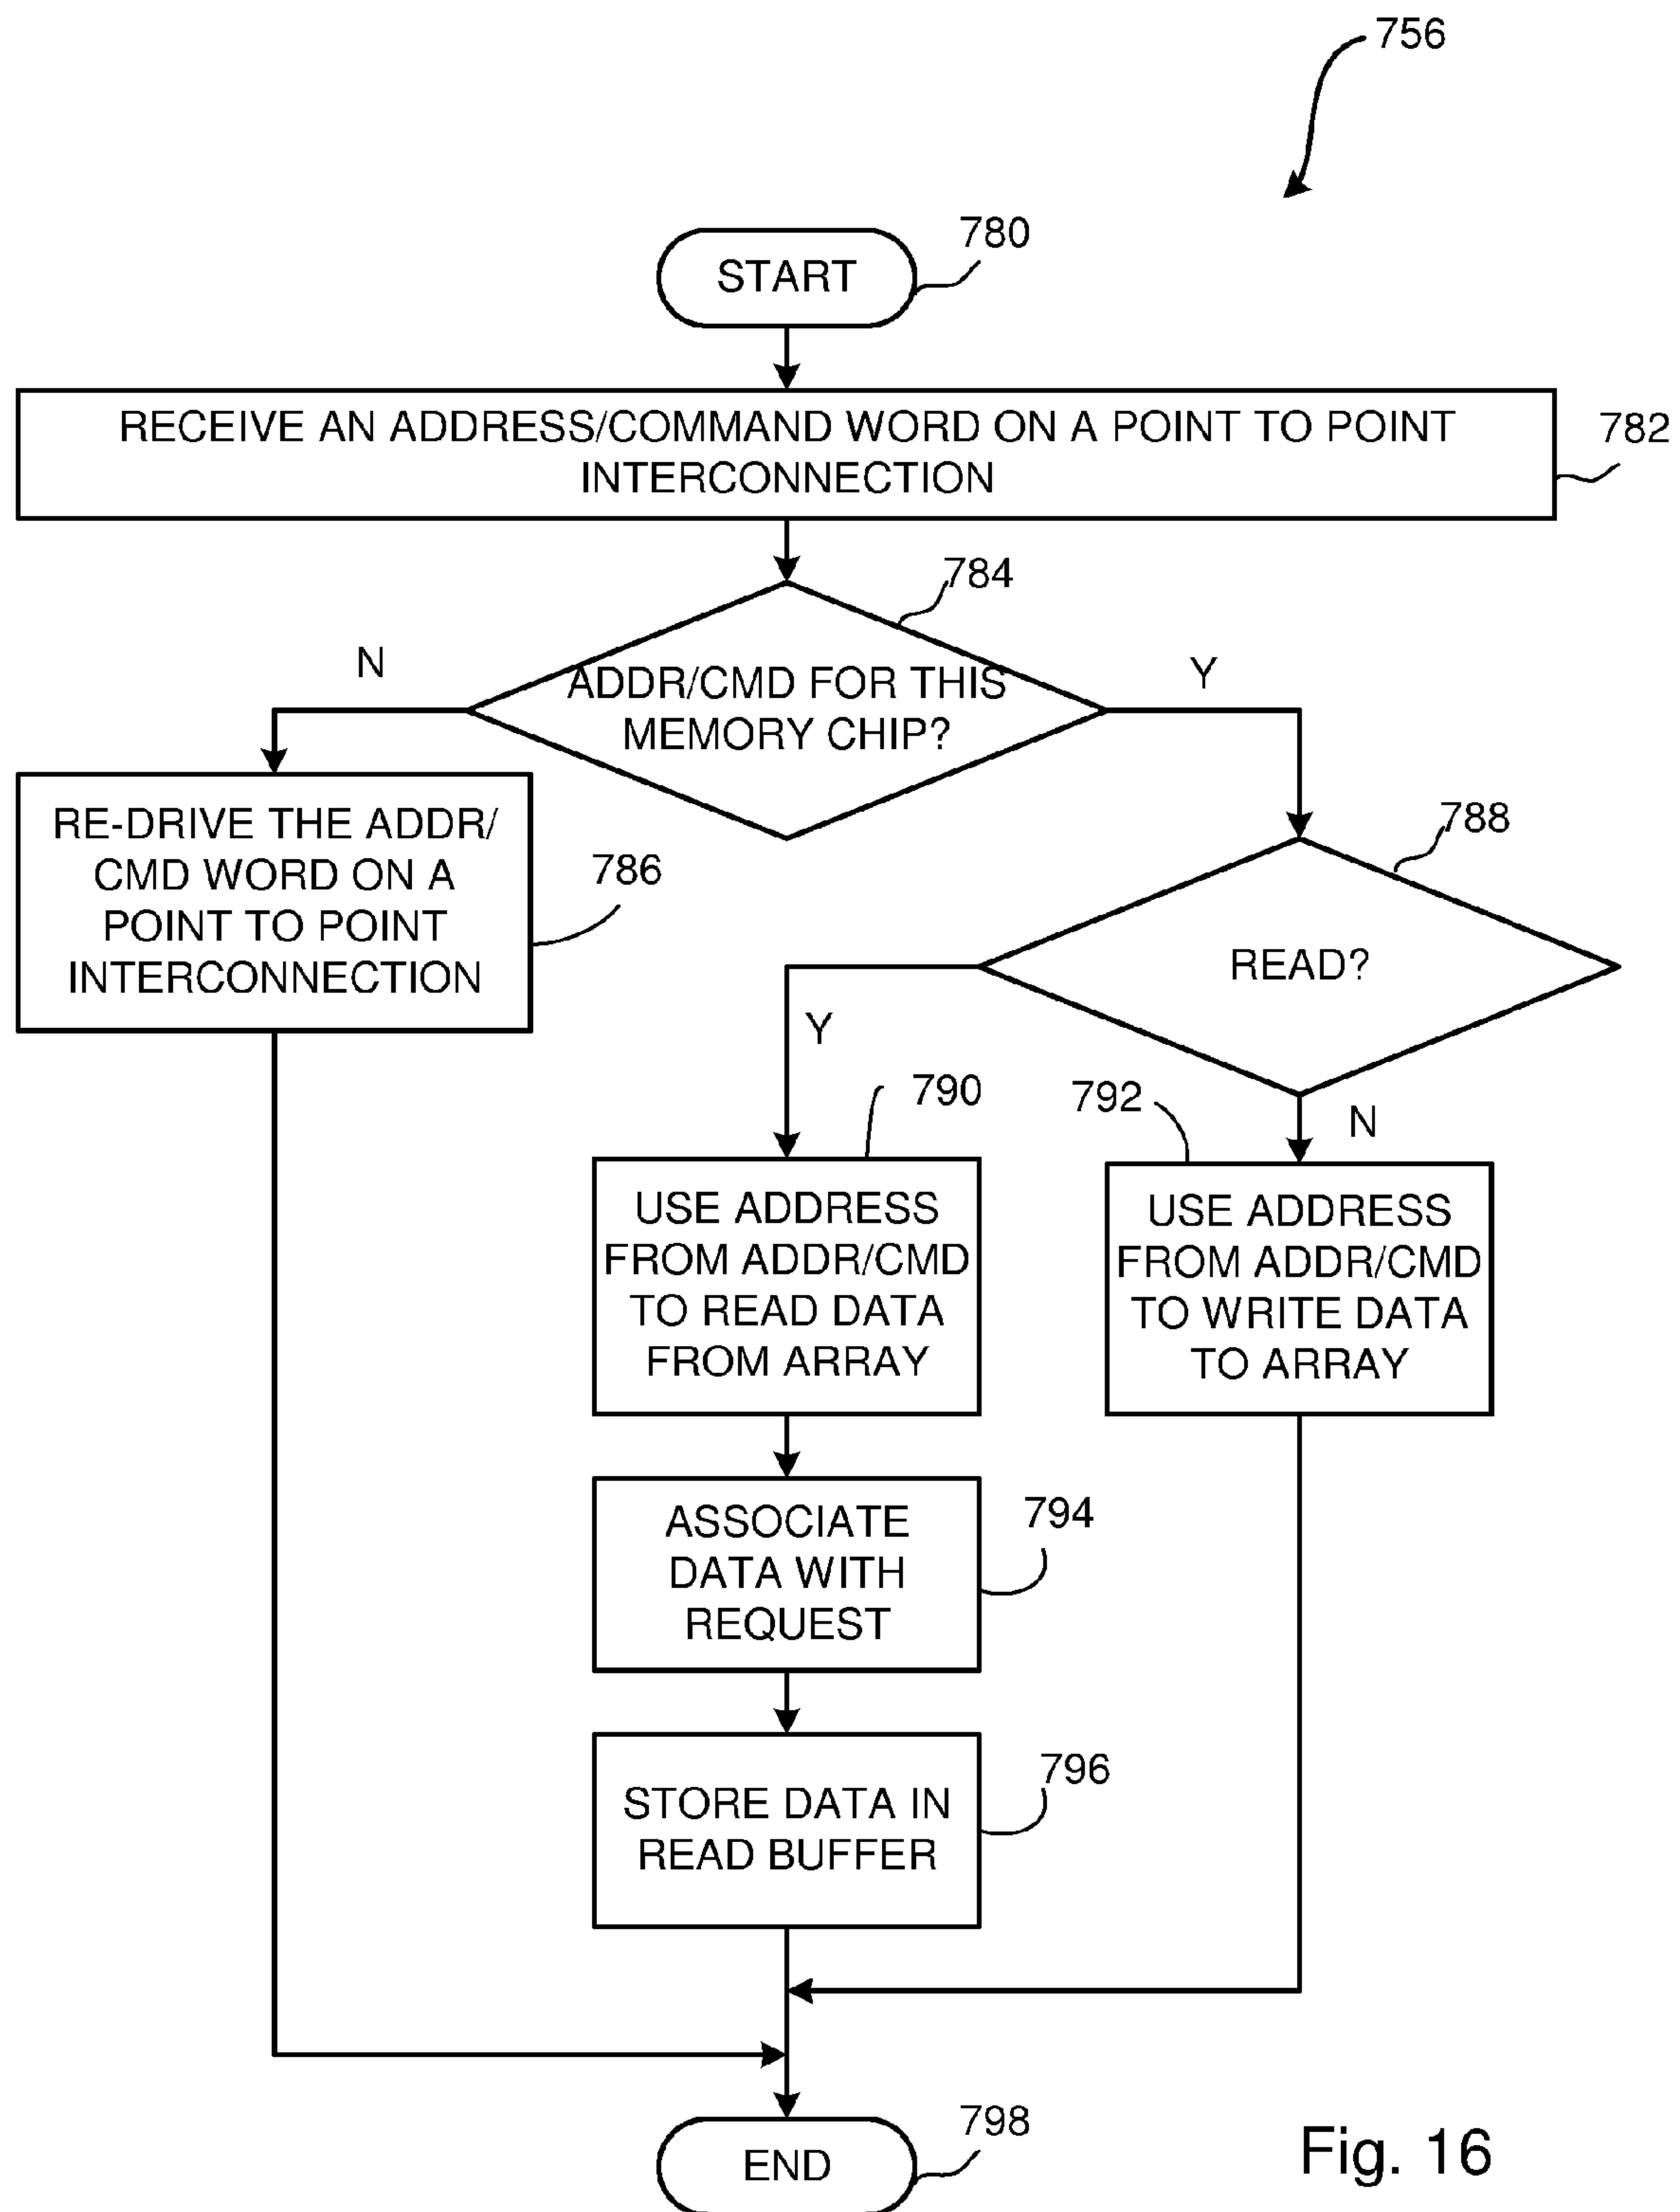 756
START
780
RECEIVE AN ADDRESS/COMMAND WORD ON A POINT TO POINT
INTERCONNECTION
782
784
N
ADDR/CMD FOR THIS
MEMORY CHIP?
Y
RE-DRIVE THE ADDR/
CMD WORD ON A
POINT TO POINT
INTERCONNECTION
786
788
READ?
Y
N
790
USE ADDRESS
FROM ADDR/CMD
TO READ DATA
FROM ARRAY
792
USE ADDRESS
FROM ADDR/CMD
TO WRITE DATA
TO ARRAY
ASSOCIATE
DATA WITH
REQUEST
794
STORE DATA IN
READ BUFFER
796
END
798
Fig. 16